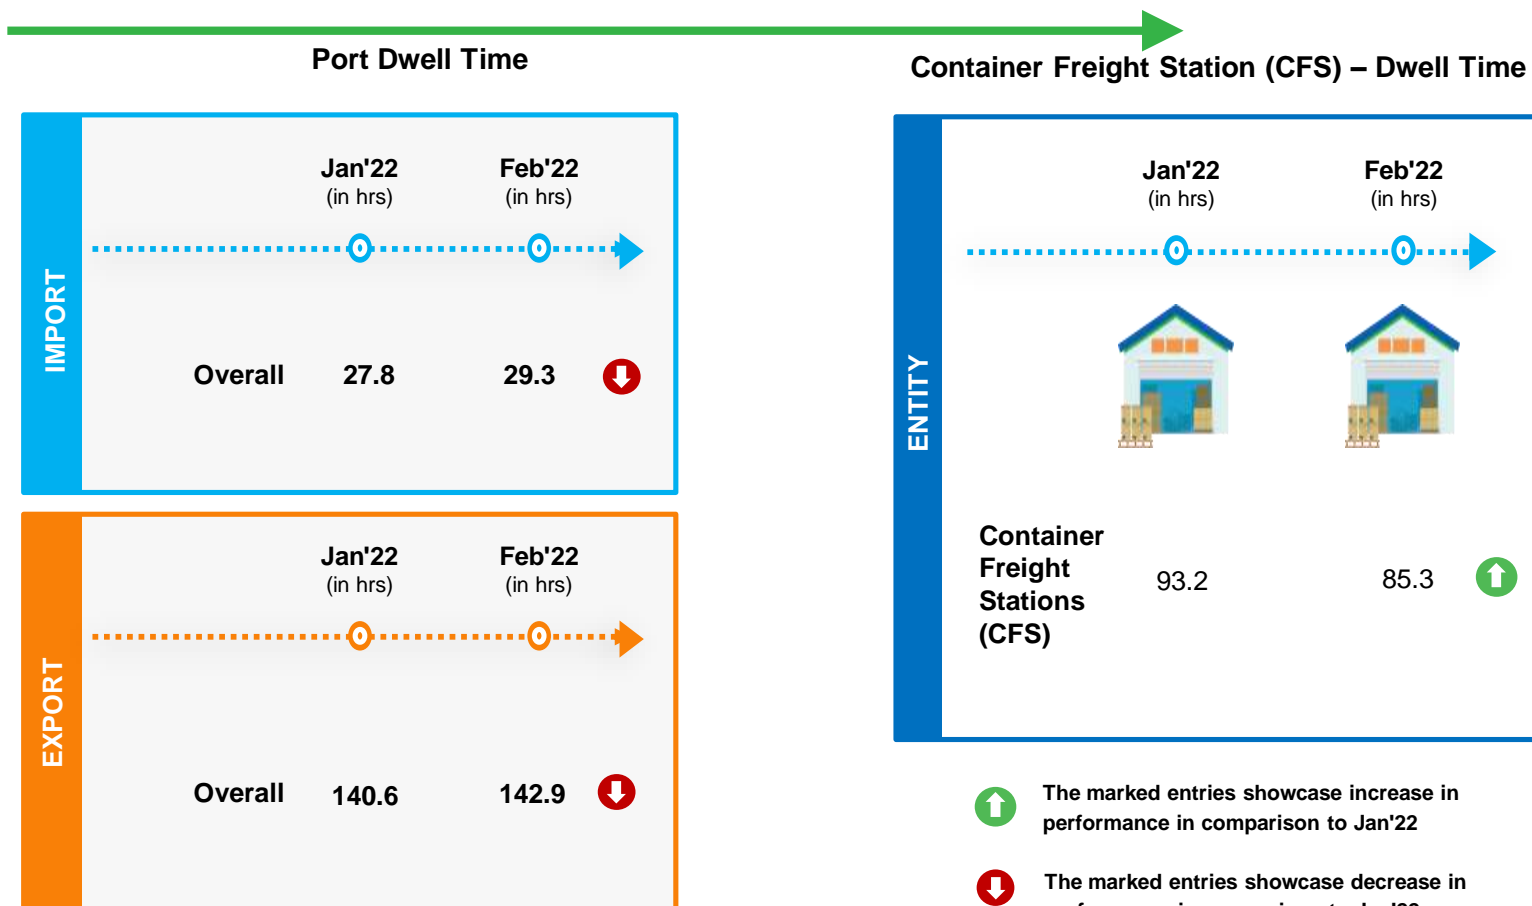 Port Dwell Time
Container Freight Station (CFS) – Dwell Time
IMPORT
Jan'22
(in hrs)
Feb'22
(in hrs)
Overall 27.8 29.3
EXPORT
Jan'22
(in hrs)
Feb'22
(in hrs)
Overall 140.6 142.9
ENTITY
Jan'22
(in hrs)
Feb'22
(in hrs)
Container
Freight
Stations
(CFS)
93.2 85.3
The marked entries showcase increase in
performance in comparison to Jan'22
The marked entries showcase decrease in